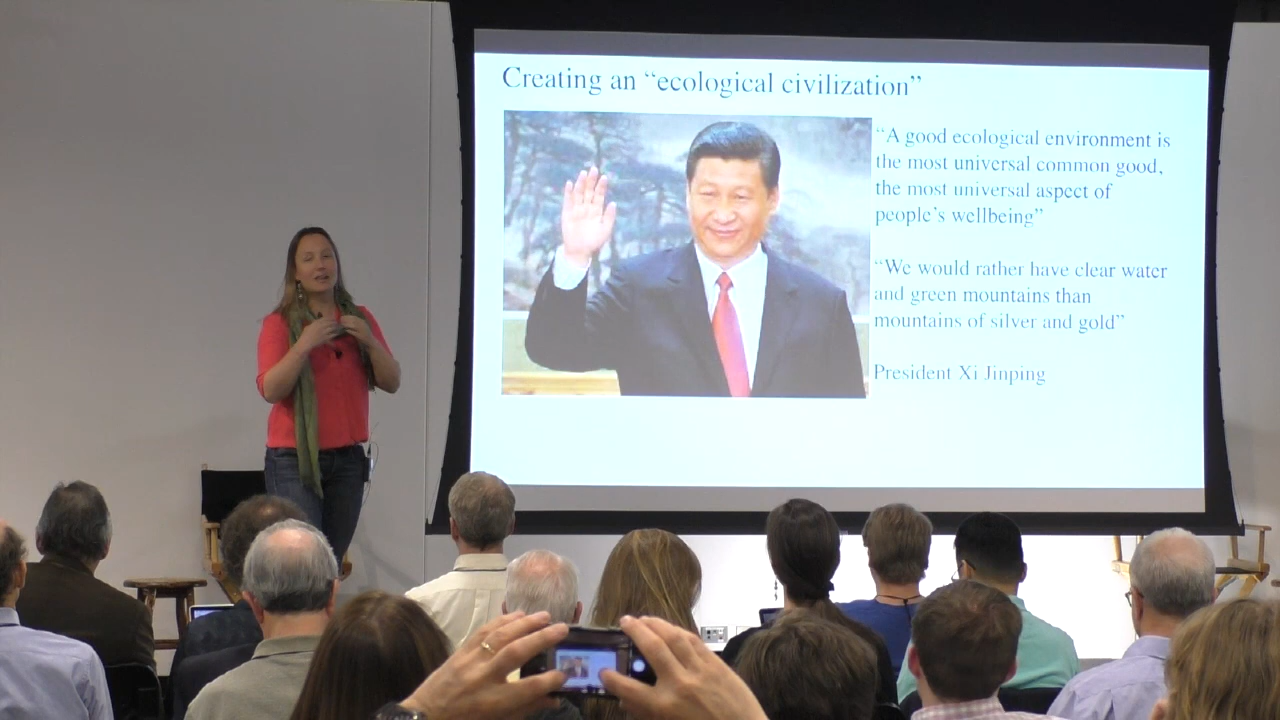 Creating an “ecological civilization”
“A good ecological environment is
the most universal common good,
the most universal aspect of
people’s wellbeing”
“We would rather have clear water
and green mountains than
mountains of silver and gold”
President Xi Jinping